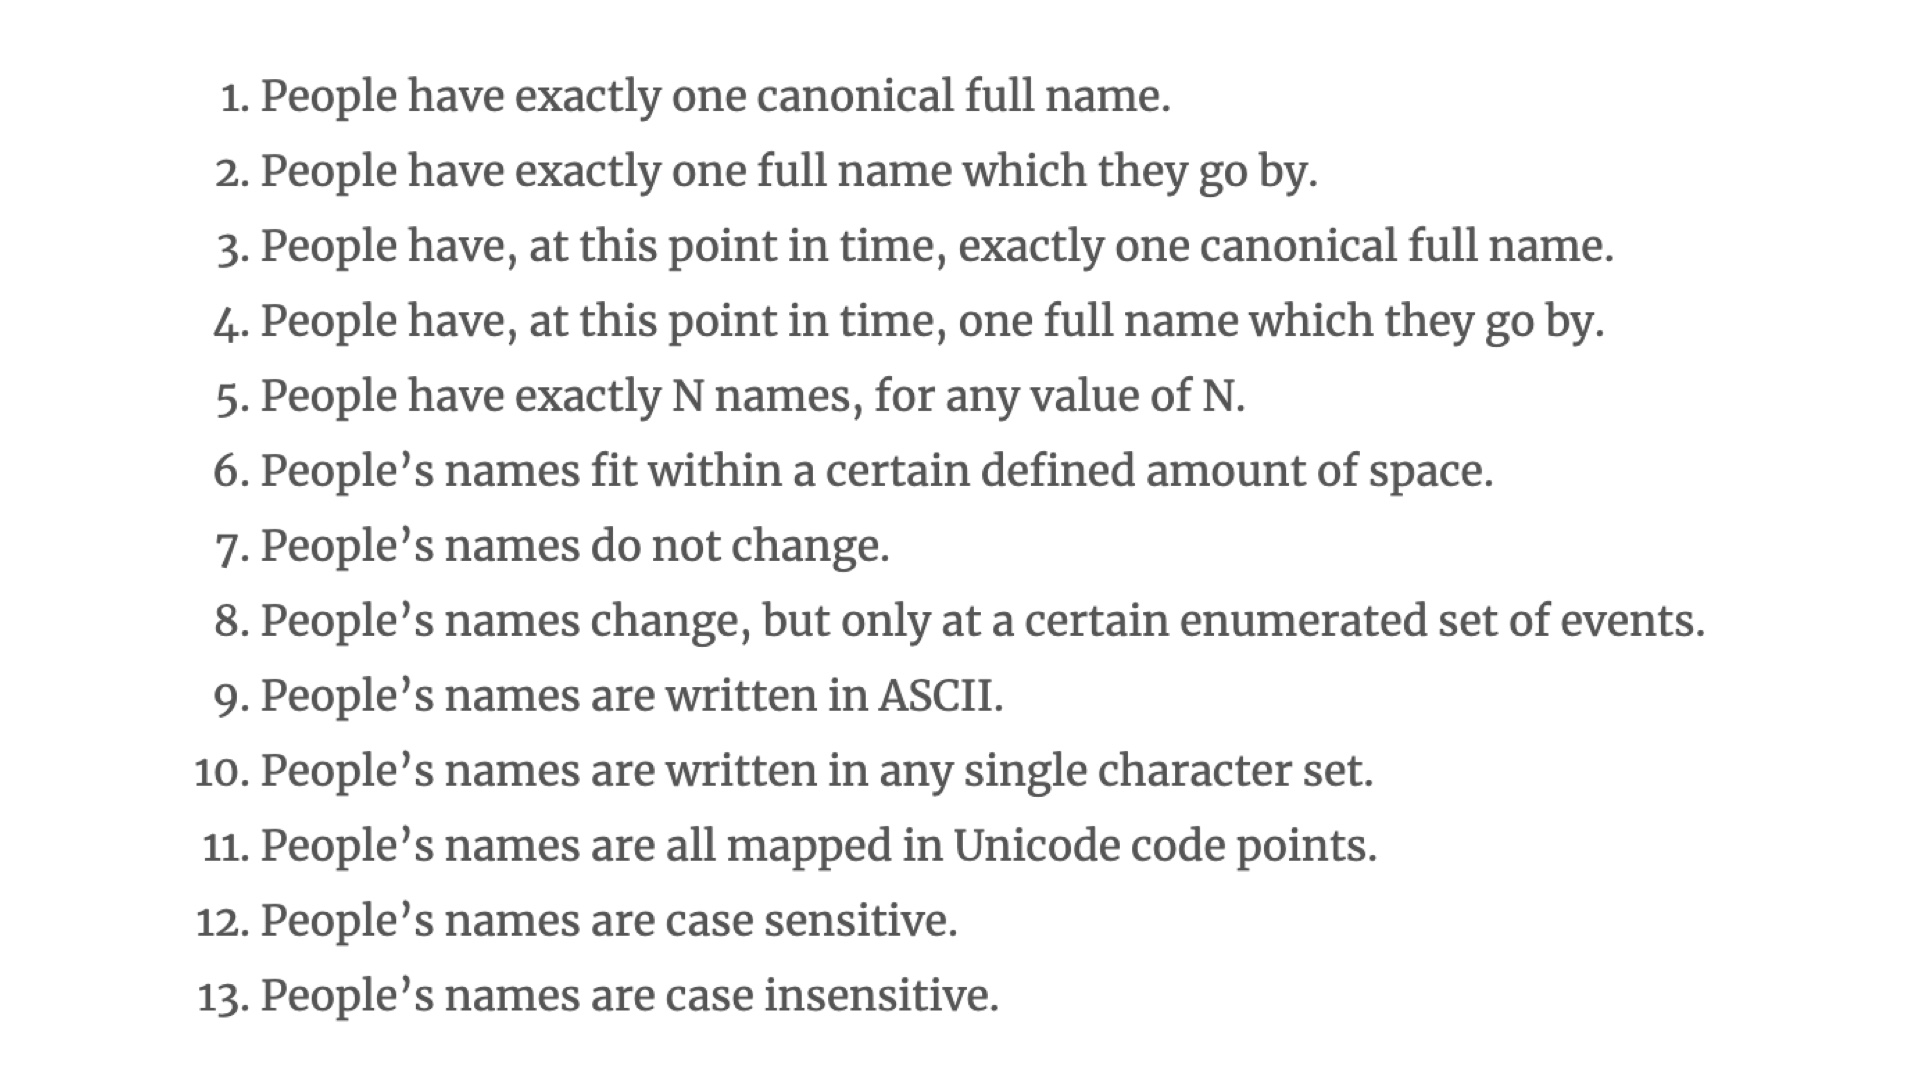 1. People have exactly one canonical full name.
2. People have exactly one full name which they go by.
3. People have, at this point in time, exactly one canonical full name.
4. People have, at this point in time, one full name which they go by.
5. People have exactly N names, for any value of N.
6. People’s names fit within a certain defined amount of space.
7. People’s names do not change.
8. People’s names change, but only at a certain enumerated set of events.
9. People’s names are written in ASCII.
10. People’s names are written in any single character set.
11. People’s names are all mapped in Unicode code points.
12. People’s names are case sensitive.
13. People’s names are case insensitive.